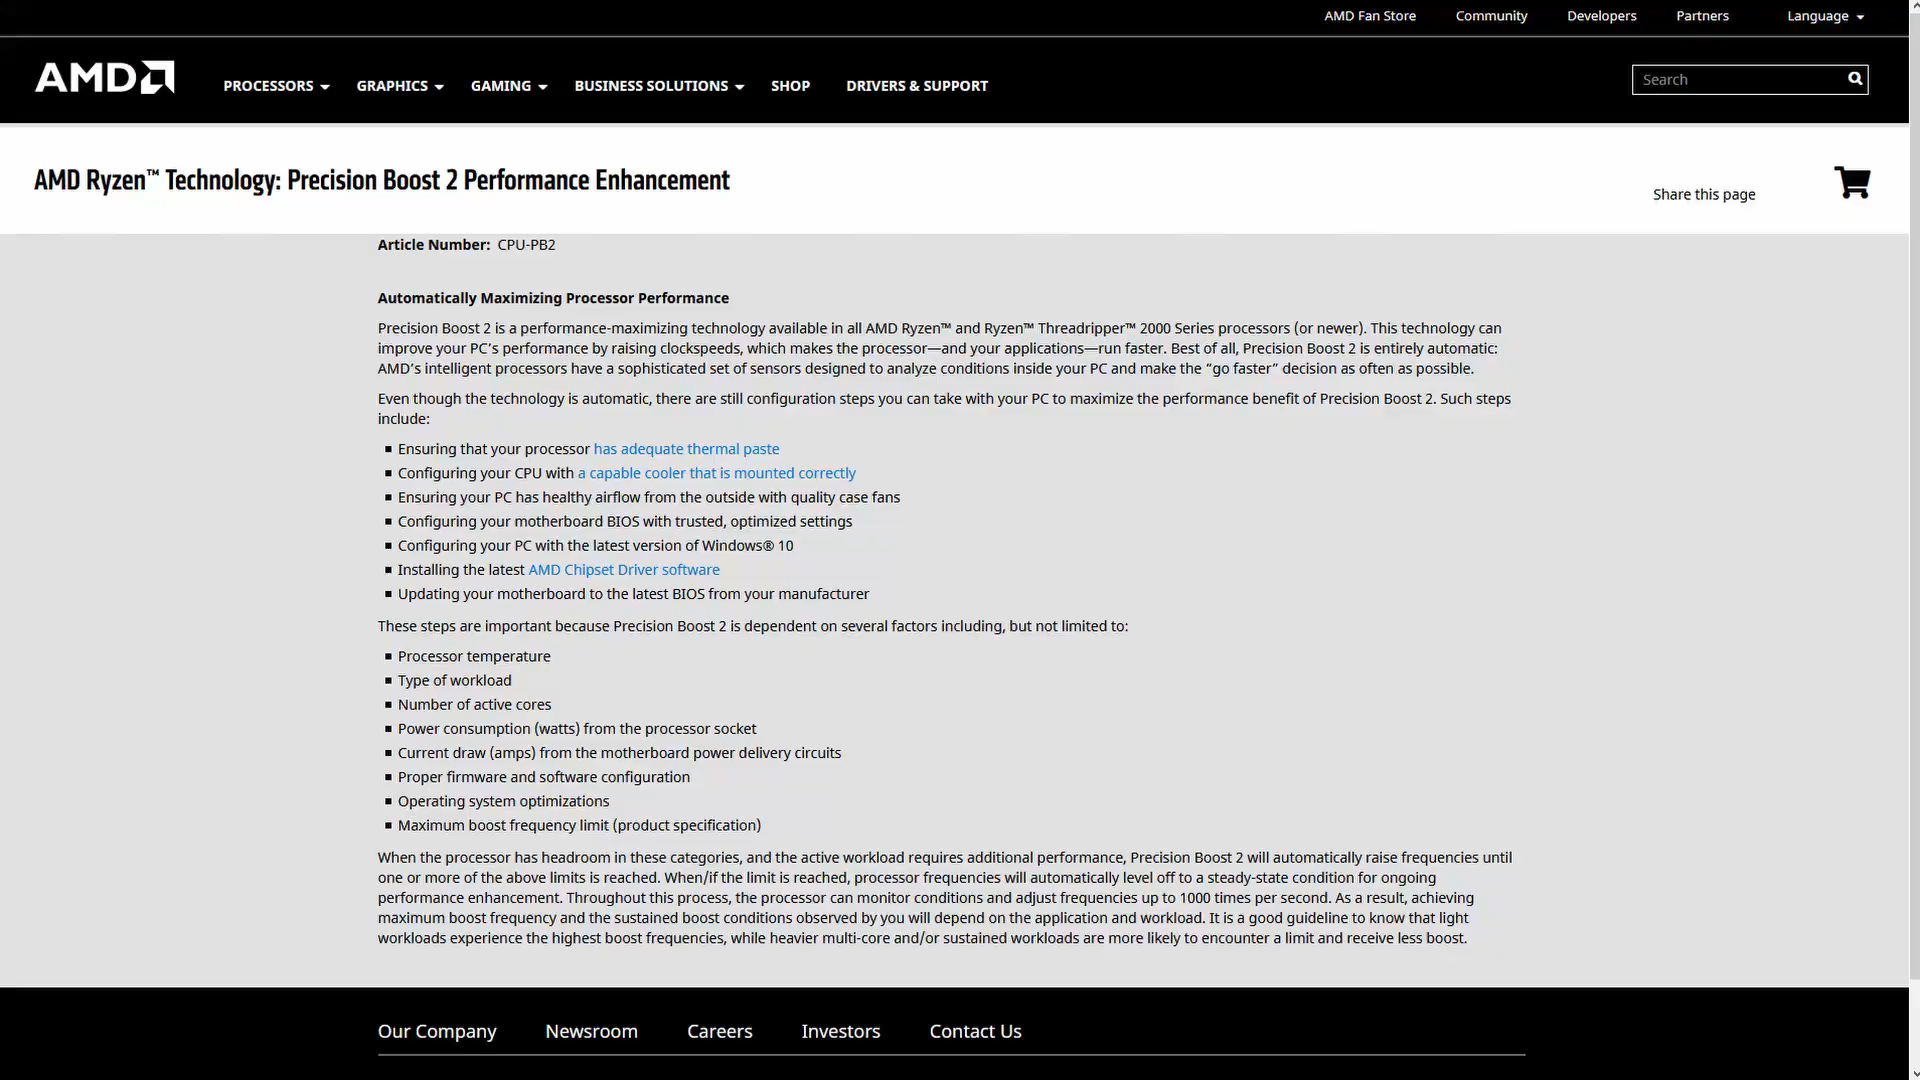 AMD Fan Store Community Developers Partners Language
AMD PROCESSORS GRAPHICS GAMING BUSINESS SOLUTIONS SHOP DRIVERS & SUPPORT Search
AMD Ryzen™ Technology: Precision Boost 2 Performance Enhancement
Share this page
Article Number: CPU-PB2
Automatically Maximizing Processor Performance
Precision Boost 2 is a performance-maximizing technology available in all AMD Ryzen™ and Ryzen™ Threadripper™ 2000 Series processors (or newer). This technology can
improve your PC’s performance by raising clockspeeds, which makes the processor—and your applications—run faster. Best of all, Precision Boost 2 is entirely automatic:
AMD’s intelligent processors have a sophisticated set of sensors designed to analyze conditions inside your PC and make the “go faster” decision as often as possible.
Even though the technology is automatic, there are still configuration steps you can take with your PC to maximize the performance benefit of Precision Boost 2. Such steps
include:
Ensuring that your processor has adequate thermal paste
Configuring your CPU with a capable cooler that is mounted correctly
Ensuring your PC has healthy airflow from the outside with quality case fans
Configuring your motherboard BIOS with trusted, optimized settings
Configuring your PC with the latest version of Windows® 10
Installing the latest AMD Chipset Driver software
Updating your motherboard to the latest BIOS from your manufacturer
These steps are important because Precision Boost 2 is dependent on several factors including, but not limited to:
Processor temperature
Type of workload
Number of active cores
Power consumption (watts) from the processor socket
Current draw (amps) from the motherboard power delivery circuits
Proper firmware and software configuration
Operating system optimizations
Maximum boost frequency limit (product specification)
When the processor has headroom in these categories, and the active workload requires additional performance, Precision Boost 2 will automatically raise frequencies until
one or more of the above limits is reached. When/if the limit is reached, processor frequencies will automatically level off to a steady-state condition for ongoing
performance enhancement. Throughout this process, the processor can monitor conditions and adjust frequencies up to 1000 times per second. As a result, achieving
maximum boost frequency and the sustained boost conditions observed by you will depend on the application and workload. It is a good guideline to know that light
workloads experience the highest boost frequencies, while heavier multi-core and/or sustained workloads are more likely to encounter a limit and receive less boost.
Our Company Newsroom Careers Investors Contact Us